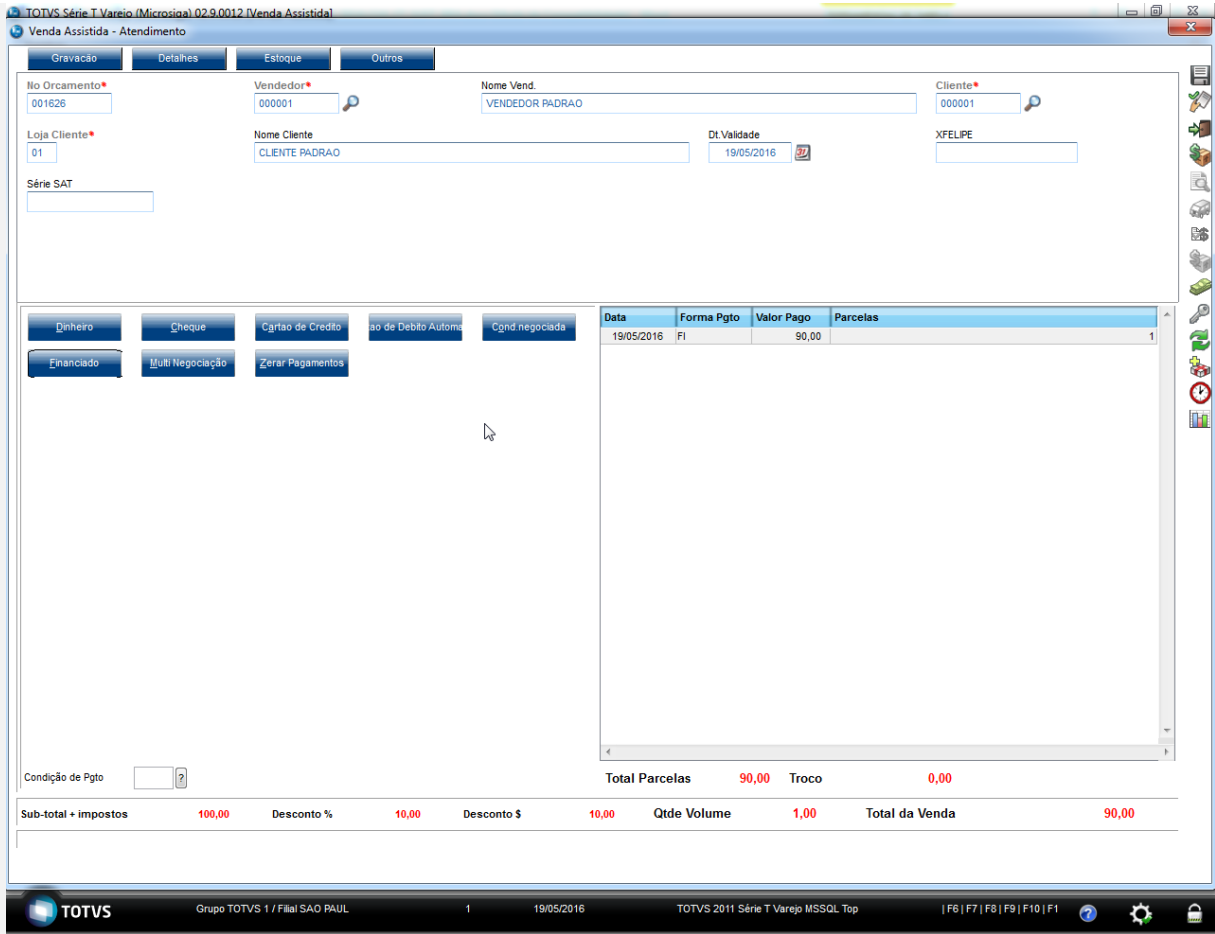 TOTVS Série T Varejo (Microsiga) 02.9.0012 [Venda Assistida]
Venda Assistida - Atendimento
Gravacão Detalhes Estoque Outros
No Orcamento* Vendedor* Nome Vend. Cliente*
001626 000001 VENDEDOR PADRAO 000001
Loja Cliente* Nome Cliente Dt.Validade XFELIPE
01 CLIENTE PADRAO 19/05/2016 31
Série SAT
Dinheiro Cheque Cartao de Credito ao de Debito Automa Cond.negociada
Financiado Multi Negociação Zerar Pagamentos
Data Forma Pgto Valor Pago Parcelas
19/05/2016 FI 90,00 1
Condição de Pgto ?
Total Parcelas 90,00 Troco 0,00
Sub-total + impostos 100,00 Desconto % 10,00 Desconto $ 10,00 Qtde Volume 1,00 Total da Venda 90,00
TOTVS Grupo TOTVS 1 / Filial SAO PAUL 1 19/05/2016 TOTVS 2011 Série T Varejo MSSQL Top | F6 | F7 | F8 | F9 | F10 | F1 ?